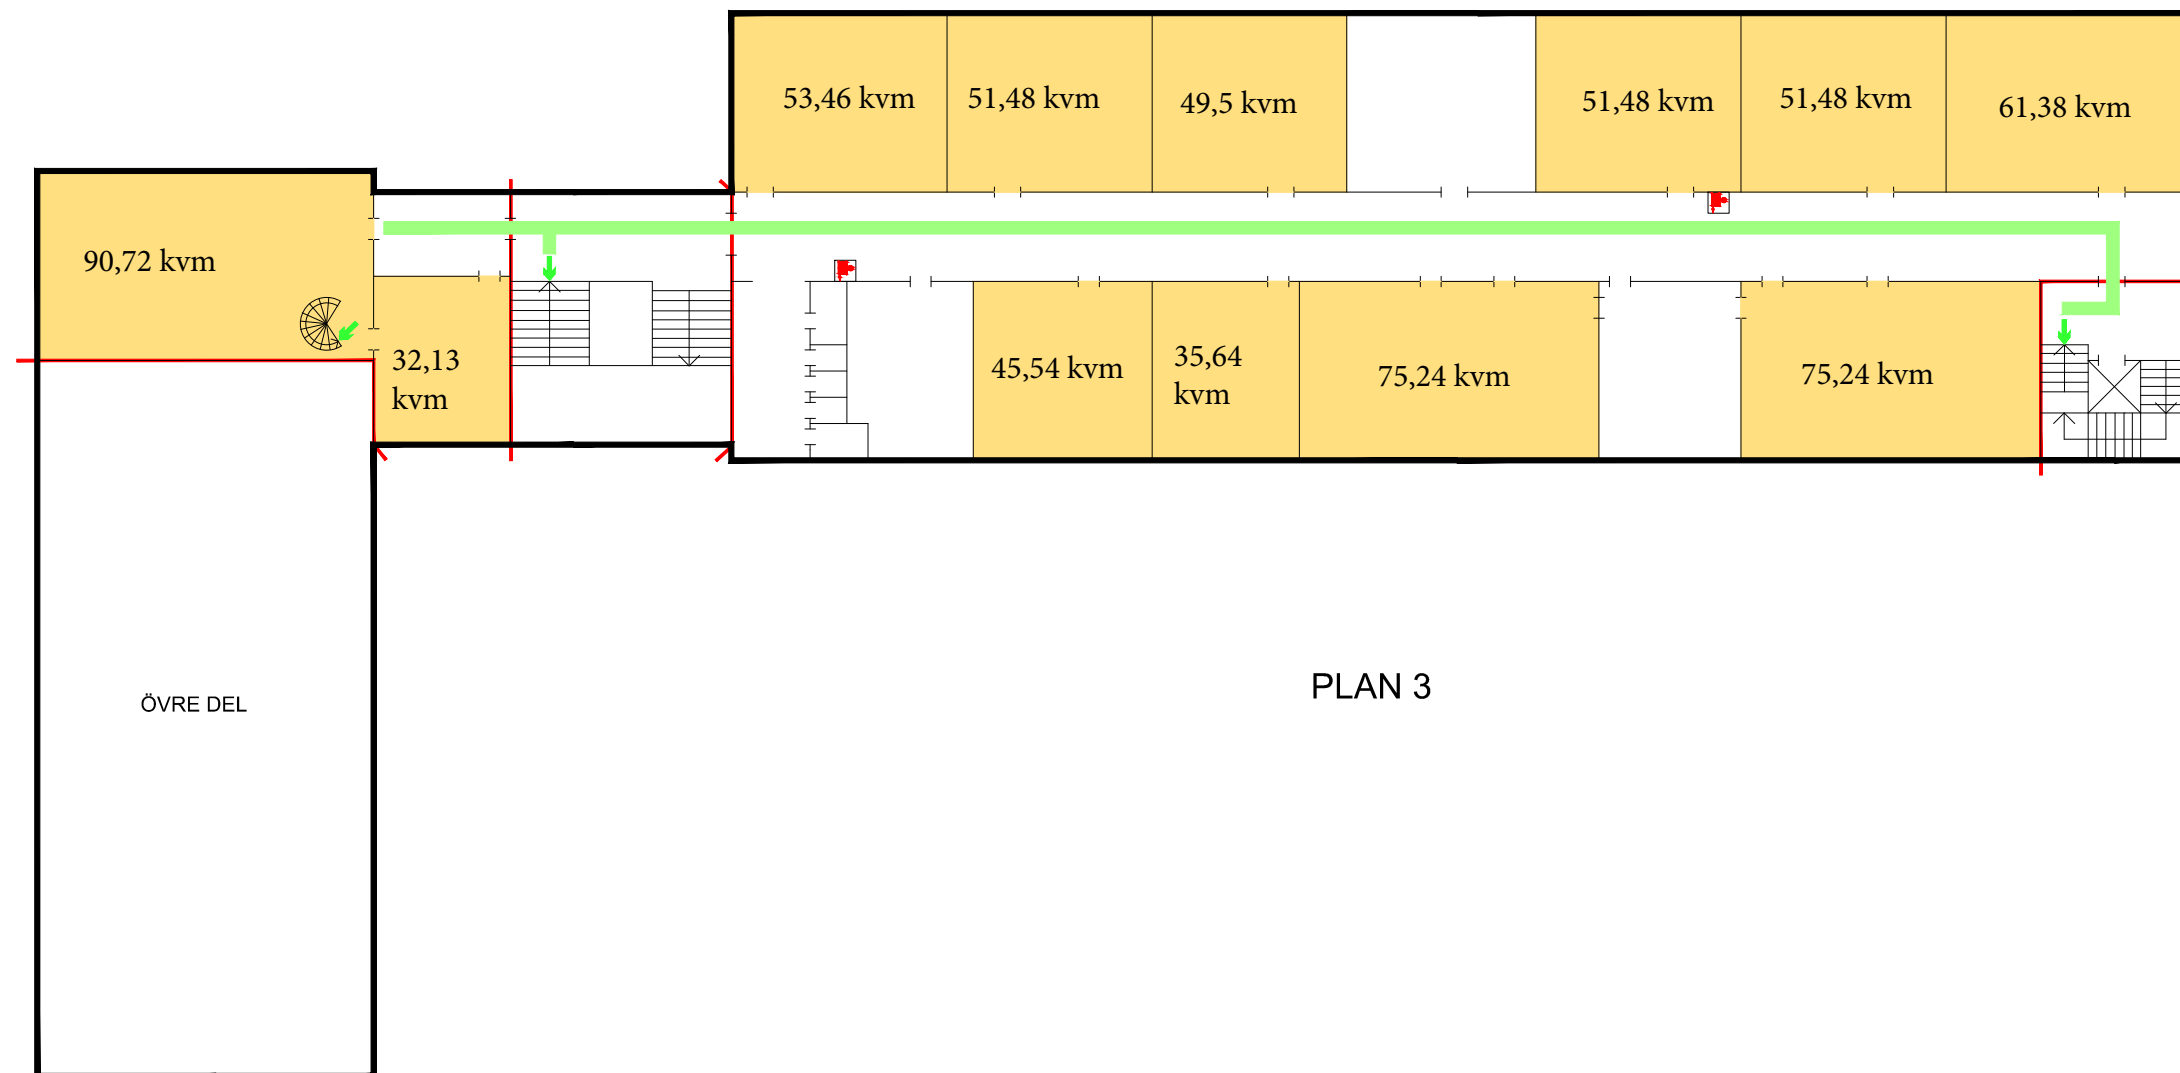 53,46 kvm
51,48 kvm
49,5 kvm
51,48 kvm
51,48 kvm
61,38 kvm
90,72 kvm
32,13
kvm
45,54 kvm
35,64
kvm
75,24 kvm
75,24 kvm
PLAN 3
ÖVRE DEL